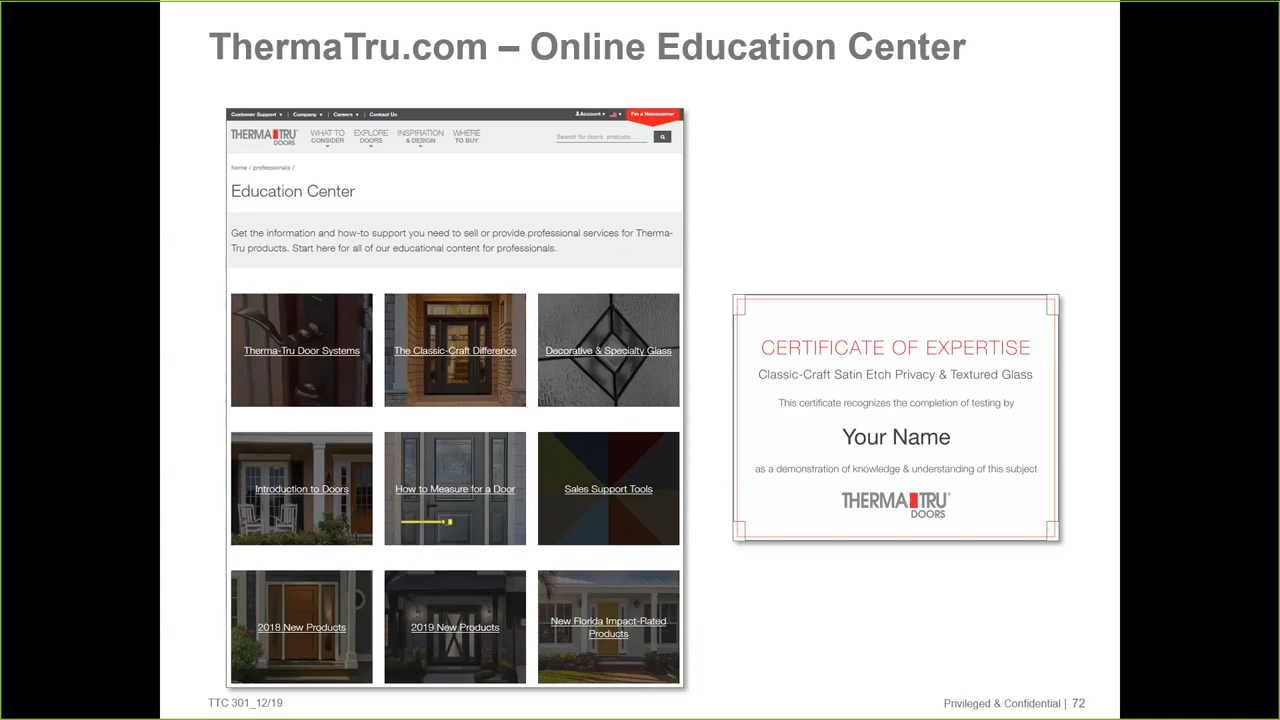 ThermaTru.com – Online Education Center
Customer Support ▾ | Company ▾ | Careers ▾ | Contact Us
Account ▾
I'm a Homeowner
THERMA TRU
DOORS
WHAT TO
CONSIDER
EXPLORE
DOORS
INSPIRATION
& DESIGN
WHERE
TO BUY
Search for doors, products...
home / professionals /
Education Center
Get the information and how-to support you need to sell or provide professional services for Therma-
Tru products. Start here for all of our educational content for professionals.
Therma-Tru Door Systems
The Classic-Craft Difference
Decorative & Specialty Glass
Introduction to Doors
How to Measure for a Door
Sales Support Tools
2018 New Products
2019 New Products
New Florida Impact-Rated
Products
CERTIFICATE OF EXPERTISE
Classic-Craft Satin Etch Privacy & Textured Glass
This certificate recognizes the completion of testing by
Your Name
as a demonstration of knowledge & understanding of this subject
THERMA TRU
DOORS
TTC 301_12/19
Privileged & Confidential | 72